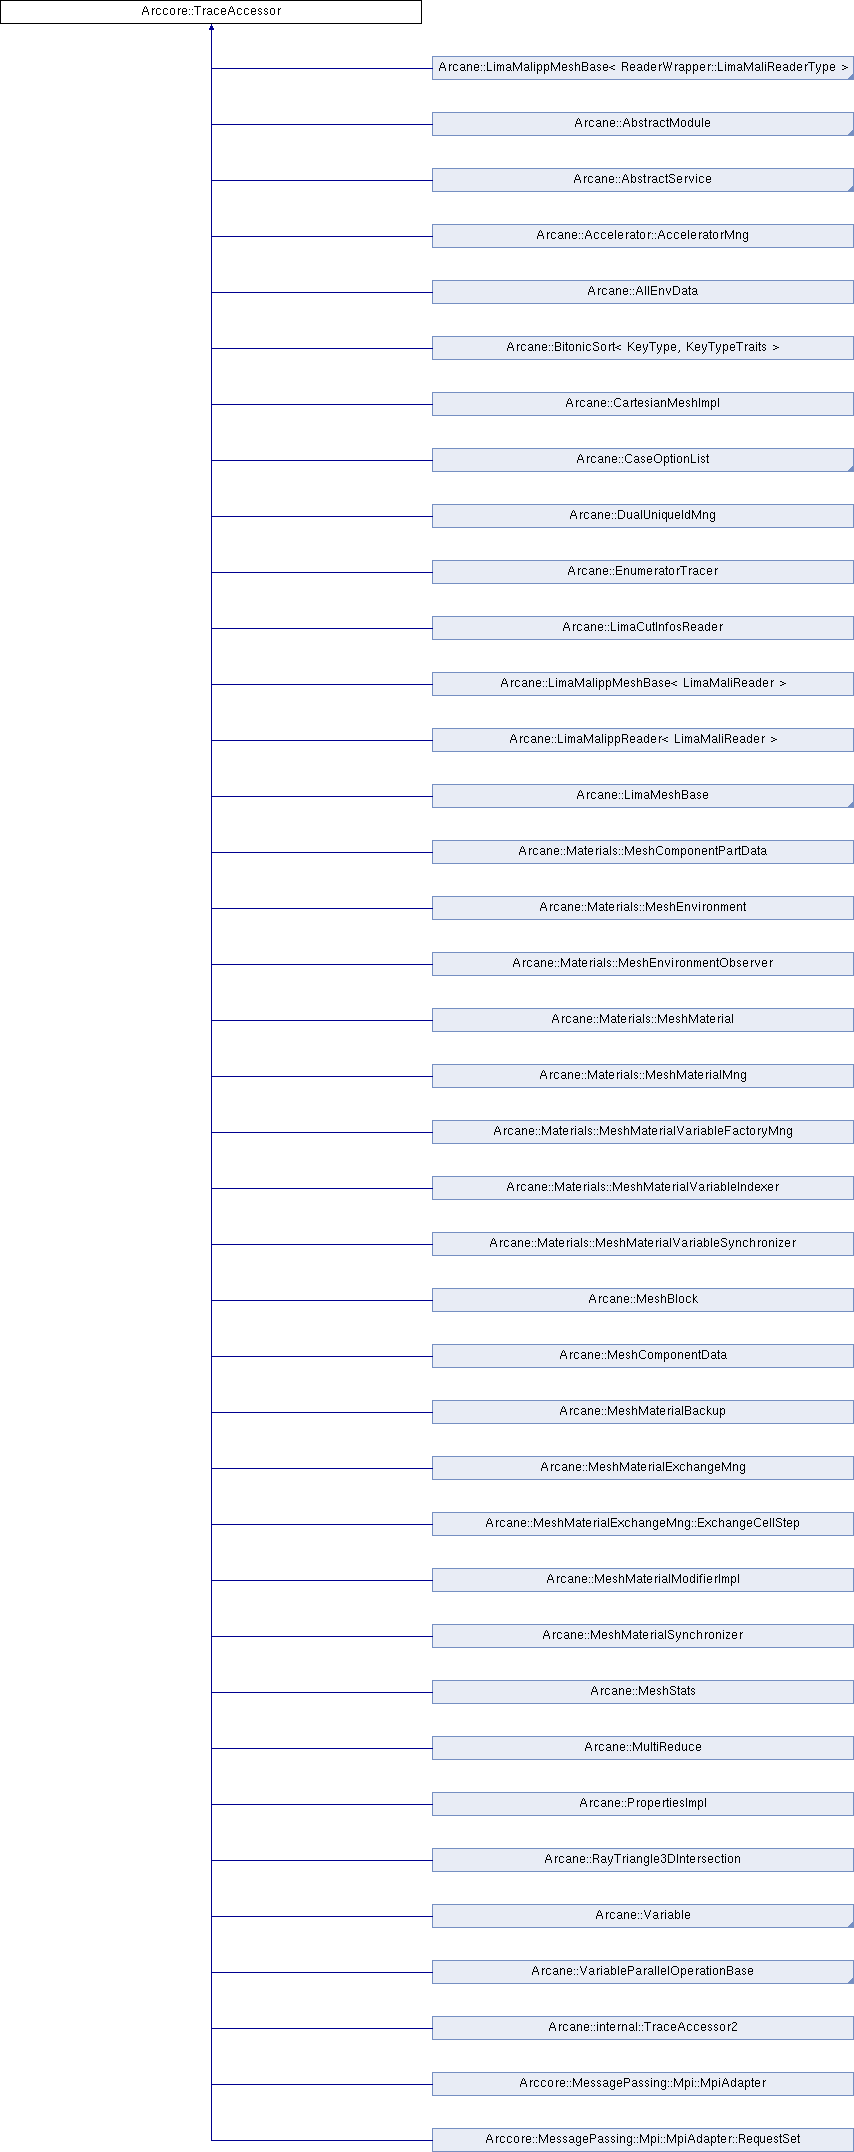 Arccore::TraceAccessor
Arcane::LimaMalippMeshBase< ReaderWrapper::LimaMaliReaderType >
Arcane::AbstractModule
Arcane::AbstractService
Arcane::Accelerator::AcceleratorMng
Arcane::AllEnvData
Arcane::BitonicSort< KeyType, KeyTypeTraits >
Arcane::CartesianMeshImpl
Arcane::CaseOptionList
Arcane::DualUniqueIdMng
Arcane::EnumeratorTracer
Arcane::LimaCutInfosReader
Arcane::LimaMalippMeshBase< LimaMaliReader >
Arcane::LimaMalippReader< LimaMaliReader >
Arcane::LimaMeshBase
Arcane::Materials::MeshComponentPartData
Arcane::Materials::MeshEnvironment
Arcane::Materials::MeshEnvironmentObserver
Arcane::Materials::MeshMaterial
Arcane::Materials::MeshMaterialMng
Arcane::Materials::MeshMaterialVariableFactoryMng
Arcane::Materials::MeshMaterialVariableIndexer
Arcane::Materials::MeshMaterialVariableSynchronizer
Arcane::MeshBlock
Arcane::MeshComponentData
Arcane::MeshMaterialBackup
Arcane::MeshMaterialExchangeMng
Arcane::MeshMaterialExchangeMng::ExchangeCellStep
Arcane::MeshMaterialModifierImpl
Arcane::MeshMaterialSynchronizer
Arcane::MeshStats
Arcane::MultiReduce
Arcane::PropertiesImpl
Arcane::RayTriangle3DIntersection
Arcane::Variable
Arcane::VariableParallelOperationBase
Arcane::internal::TraceAccessor2
Arccore::MessagePassing::Mpi::MpiAdapter
Arccore::MessagePassing::Mpi::MpiAdapter::RequestSet